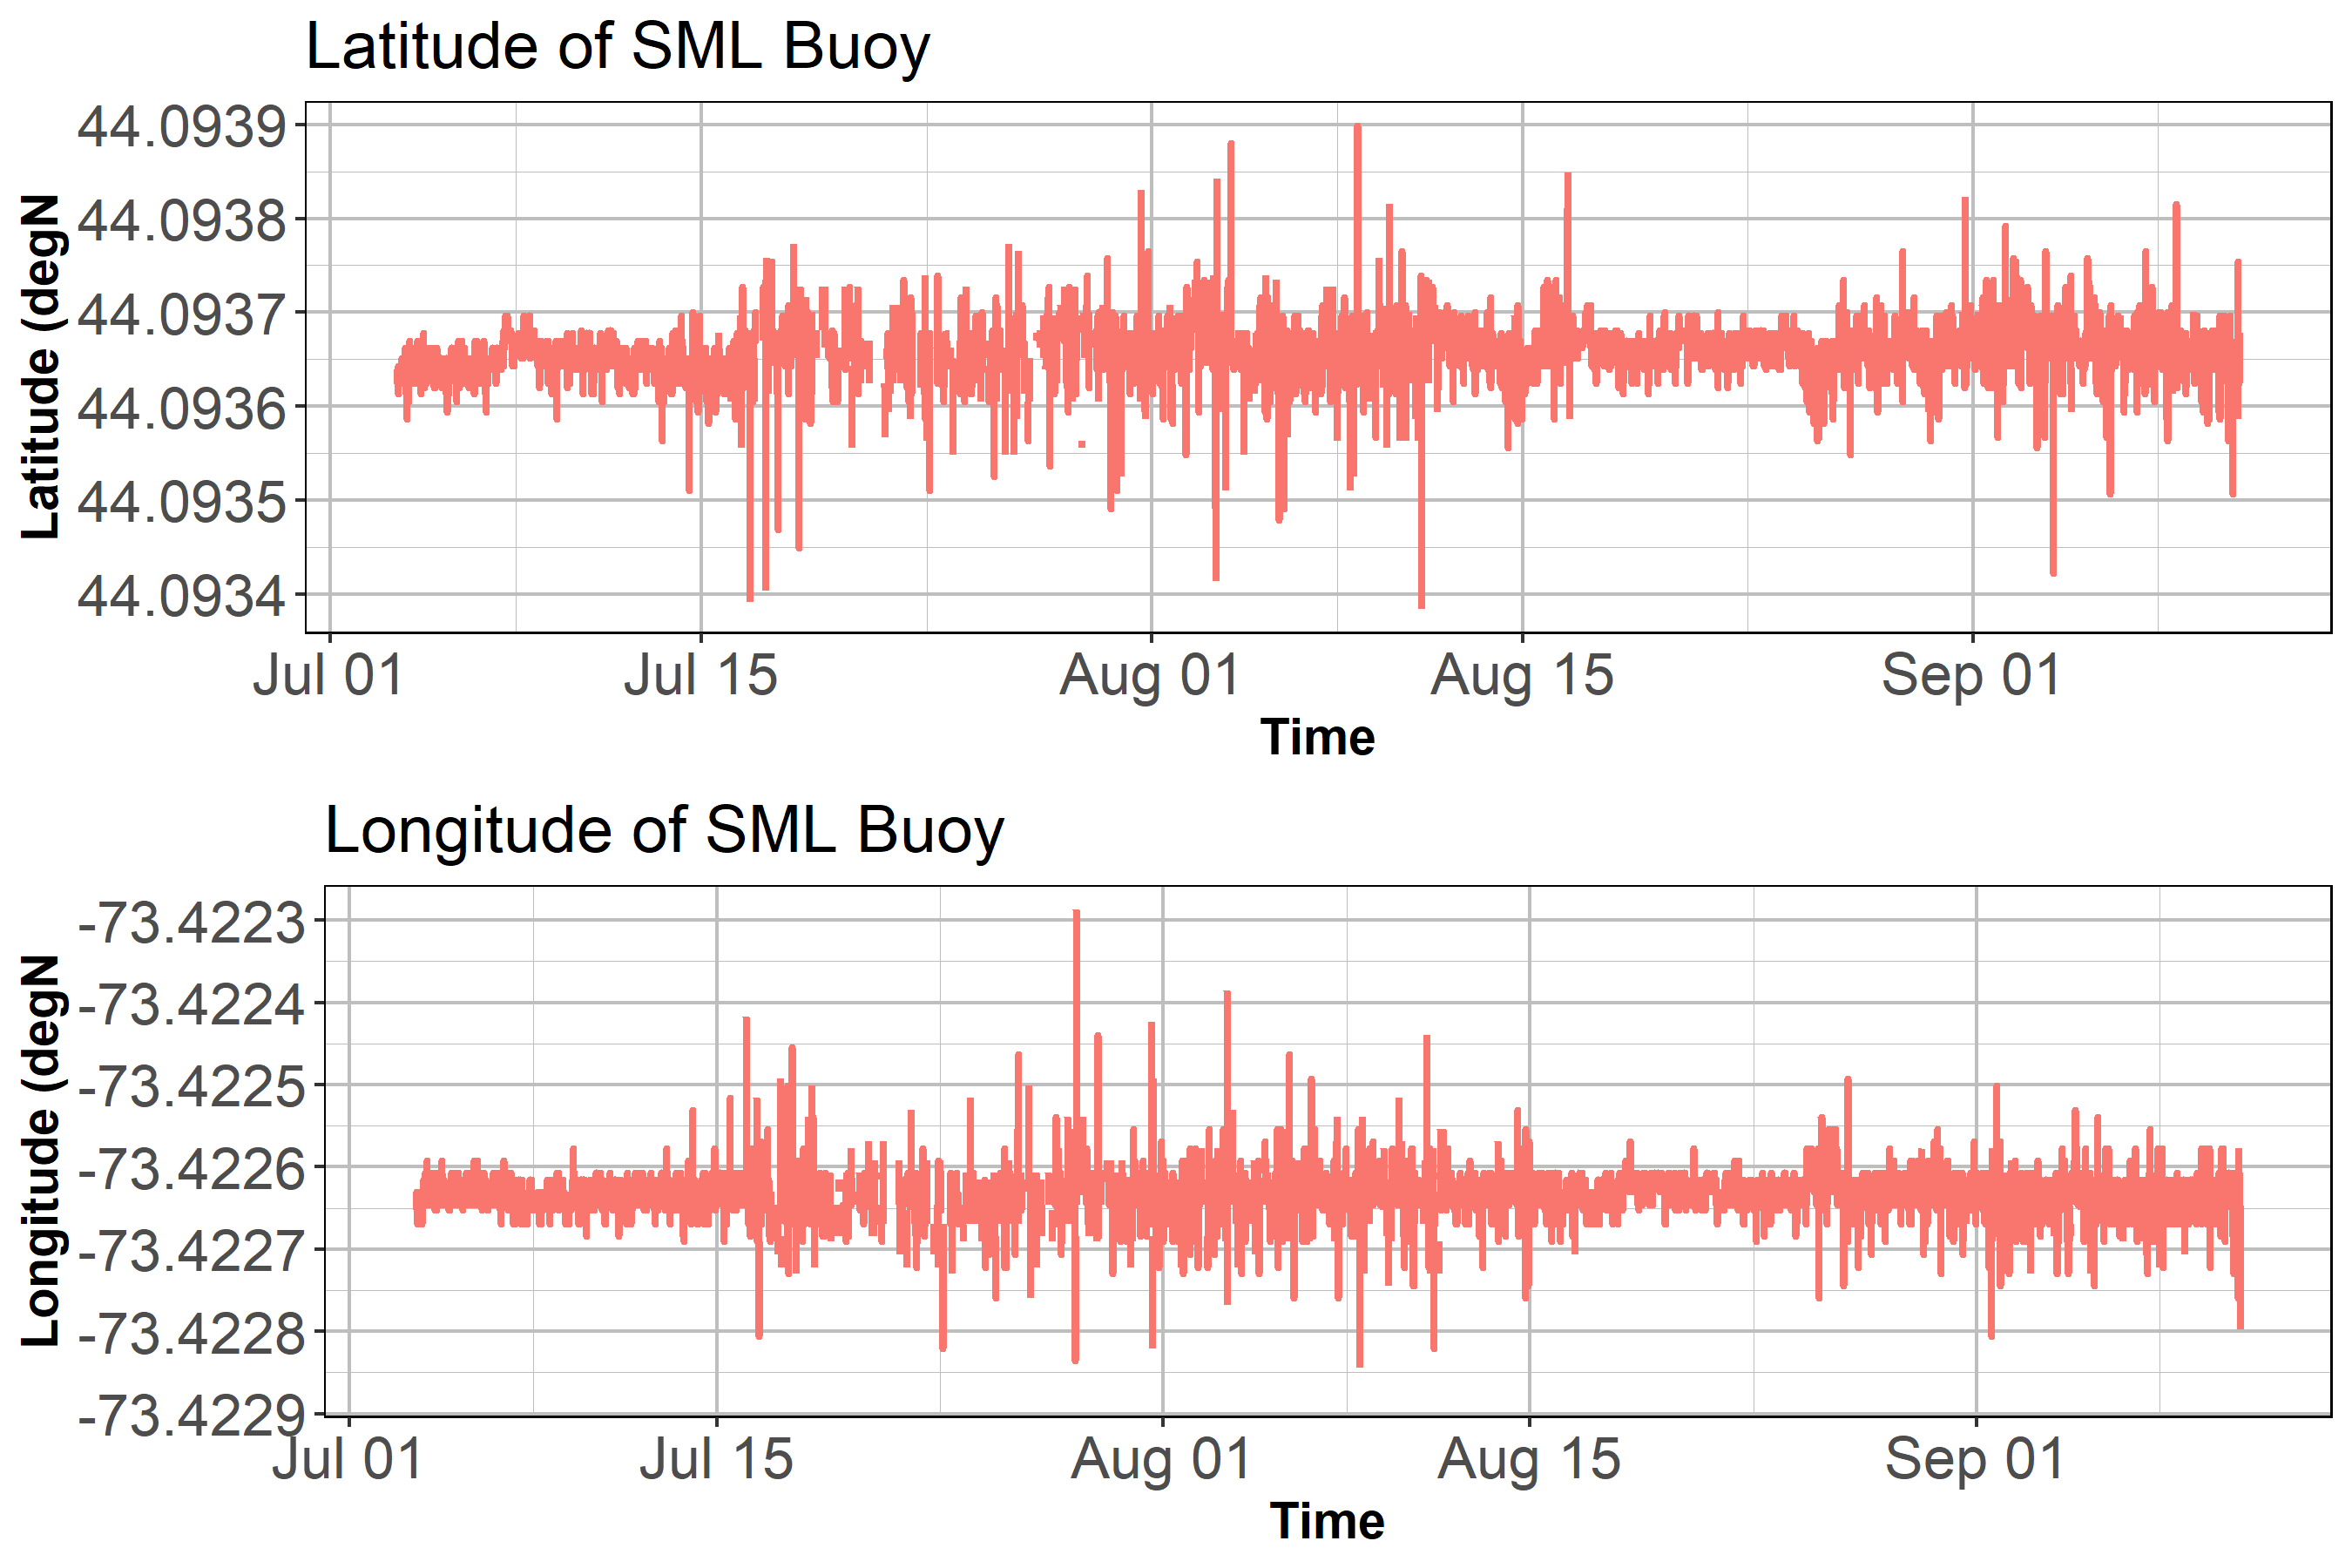 Latitude of SML Buoy
Latitude (degN
44.0939
44.0938
44.0937
44.0936
44.0935
44.0934
Jul 01 Jul 15 Aug 01 Aug 15 Sep 01
Time
Longitude of SML Buoy
Longitude (degN
-73.4223
-73.4224
-73.4225
-73.4226
-73.4227
-73.4228
-73.4229
Jul 01 Jul 15 Aug 01 Aug 15 Sep 01
Time